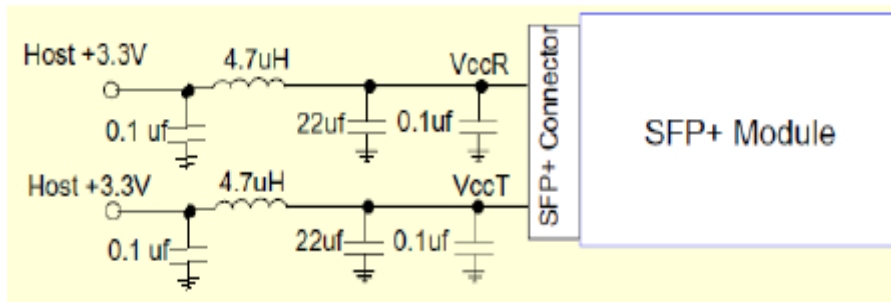 Host +3.3V
4.7uH
VccR
0.1 uf
22uf
0.1uf
SFP+ Connector
SFP+ Module
Host +3.3V
4.7uH
VccT
0.1 uf
22uf
0.1uf